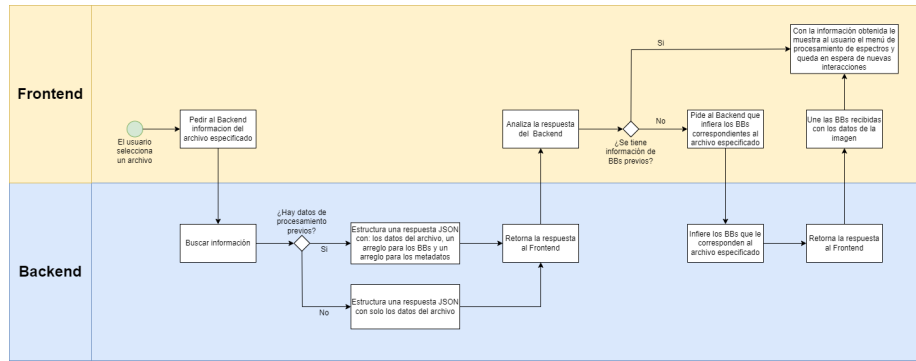 Frontend
El usuario
selecciona
un archivo
Pedir al Backend
informacion del
archivo especificado
Analiza la respuesta
del Backend
Si
¿Se tiene
información de
BBs previos?
No
Pide al Backend que
infiera los BBs
correspondientes al
archivo especificado
Con la información obtenida le
muestra al usuario el menú de
procesamiento de espectros y
queda en espera de nuevas
interacciones
Une las BBs recibidas
con los datos de la
imagen
Backend
Buscar información
¿Hay datos de
procesamiento
previos?
Si
Estructura una respuesta JSON
con: los datos del archivo, un
arreglo para los BBs y un
arreglo para los metadatos
No
Estructura una respuesta JSON
con solo los datos del archivo
Retorna la respuesta
al Frontend
Infiere los BBs que le
corresponden al
archivo especificado
Retorna la respuesta
al Frontend